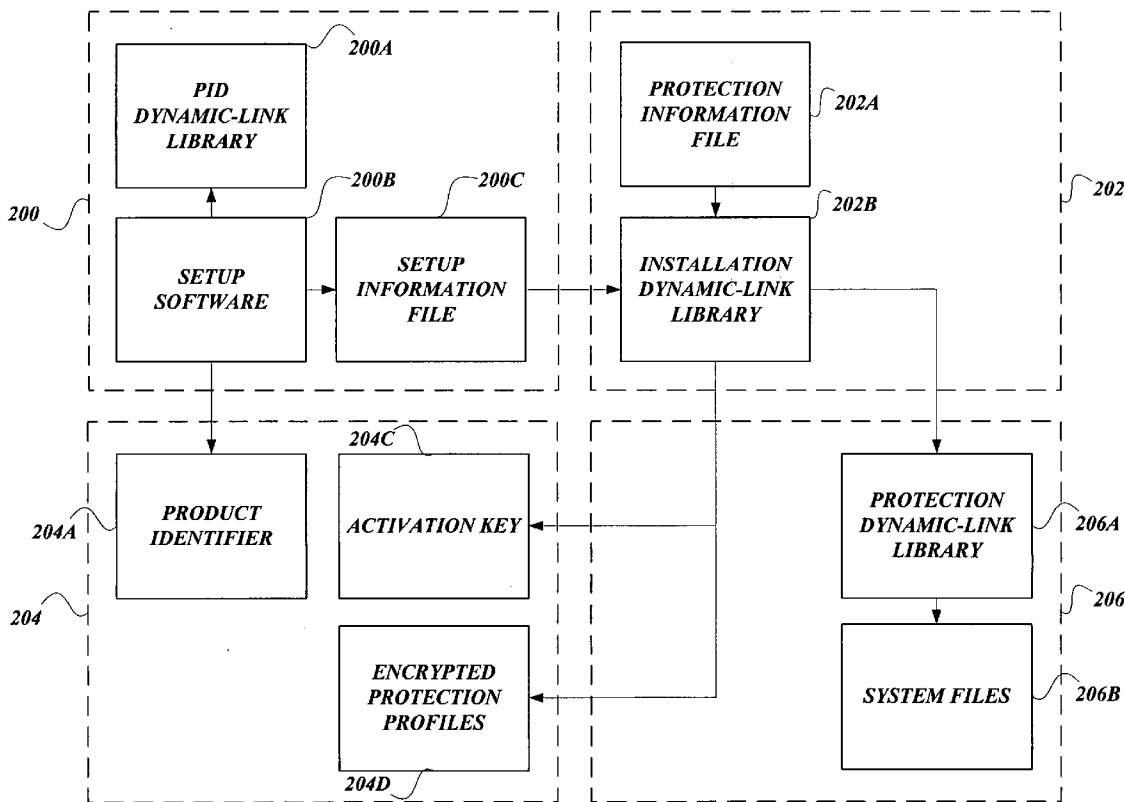 200A
PID
DYNAMIC-LINK
LIBRARY
200B
200C
200
SETUP
SOFTWARE
SETUP
INFORMATION
FILE
PROTECTION
INFORMATION
FILE
202A
202B
202
INSTALLATION
DYNAMIC-LINK
LIBRARY
204C
204A
PRODUCT
IDENTIFIER
ACTIVATION KEY
204
ENCRYPTED
PROTECTION
PROFILES
204D
PROTECTION
DYNAMIC-LINK
LIBRARY
206A
206
SYSTEM FILES
206B